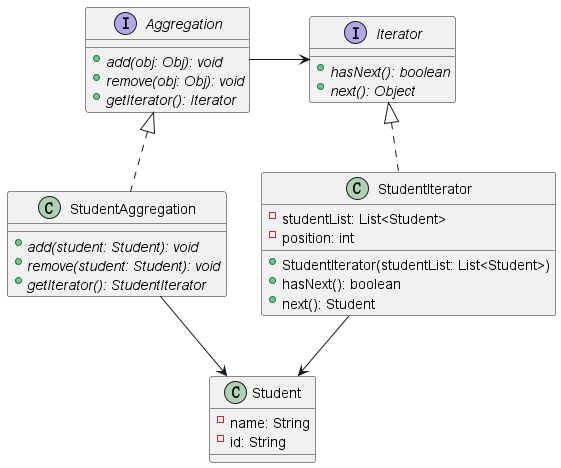 I Aggregation
+ add(obj: Obj): void
+ remove(obj: Obj): void
+ getIterator(): Iterator
I Iterator
hasNext(): boolean
next(): Object
C StudentAggregation
add(student: Student): void
remove(student: Student): void
getIterator(): StudentIterator
C StudentIterator
studentList: List<Student>
position: int
StudentIterator(studentList: List<Student>)
hasNext(): boolean
next(): Student
C Student
name: String
id: String